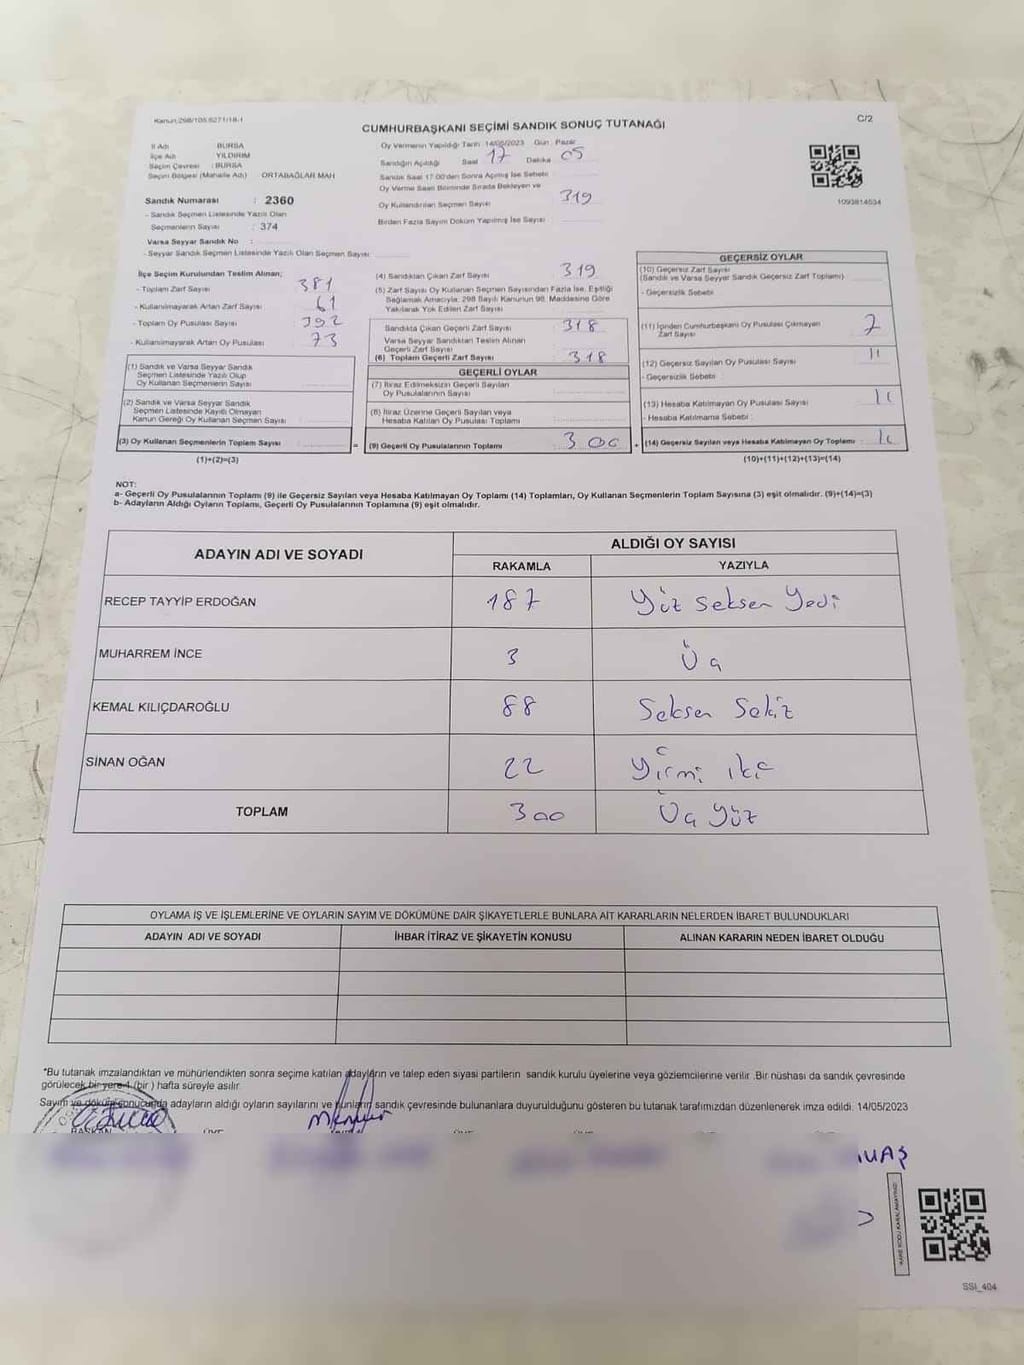 Kanun:298/105.6271/18-1
CUMHURBAŞKANI SEÇİMİ SANDIK SONUÇ TUTANAĞI
C/2
İl Adı BURSA
İlçe Adı YILDIRIM
Seçim Çevresi : BURSA
Seçim Bölgesi (Mahalle Adı) ORTABAĞLAR MAH
Sandık Numarası : 2360
- Sandık Seçmen Listesinde Yazılı Olan
Seçmenlerin Sayısı : 374
Varsa Seyyar Sandık No :
- Seyyar Sandık Seçmen Listesinde Yazılı Olan Seçmen Sayısı
Oy Vermenin Yapıldığı Tarih 14/05/2023 Gün Pazar
Sandığın Açıldığı Saat 17 Dakika 05
Sandık Saat 17:00'den Sonra Açılmış İse Sebebi
Oy Verme Saati Bitiminde Sırada Bekleyen ve
Oy Kullandırılan Seçmen Sayısı 319
Birden Fazla Sayım Döküm Yapılmış İse Sayısı
1093814534
İlçe Seçim Kurulundan Teslim Alınan;
- Toplam Zarf Sayısı 381
- Kullanılmayarak Artan Zarf Sayısı 61
- Toplam Oy Pusulası Sayısı 392
- Kullanılmayarak Artan Oy Pusulası 73
(1) Sandık ve Varsa Seyyar Sandık
Seçmen Listesinde Yazılı Olup
Oy Kullanan Seçmenlerin Sayısı
(2) Sandık ve Varsa Seyyar Sandık
Seçmen Listesinde Kayıtlı Olmayan
Kanun Gereği Oy Kullanan Seçmen Sayısı
(3) Oy Kullanan Seçmenlerin Toplam Sayısı
(1)+(2)=(3)
(4) Sandıktan Çıkan Zarf Sayısı 319
(5) Zarf Sayısı Oy Kullanan Seçmen Sayısından Fazla İse, Eşitliği
Sağlamak Amacıyla; 298 Sayılı Kanunun 98. Maddesine Göre
Yakılarak Yok Edilen Zarf Sayısı
Sandıkta Çıkan Geçerli Zarf Sayısı 318
Varsa Seyyar Sandıktan Teslim Alınan
Geçerli Zarf Sayısı
(6) Toplam Geçerli Zarf Sayısı 318
GEÇERLİ OYLAR
(7) İtiraz Edilmeksizin Geçerli Sayılan
Oy Pusulalarının Sayısı
(8) İtiraz Üzerine Geçerli Sayılan veya
Hesaba Katılan Oy Pusulası Toplamı
= (9) Geçerli Oy Pusulalarının Toplamı 300
GEÇERSİZ OYLAR
(10) Geçersiz Zarf Sayısı
(Sandık ve Varsa Seyyar Sandık Geçersiz Zarf Toplamı)
- Geçersizlik Sebebi
(11) İçinden Cumhurbaşkanı Oy Pusulası Çıkmayan
Zarf Sayısı
(12) Geçersiz Sayılan Oy Pusulası Sayısı
- Geçersizlik Sebebi :
(13) Hesaba Katılmayan Oy Pusulası Sayısı
- Hesaba Katılmama Sebebi :
+ (14) Geçersiz Sayılan veya Hesaba Katılmayan Oy Toplamı :
(10)+(11)+(12)+(13)=(14)
NOT:
a- Geçerli Oy Pusulalarının Toplamı (9) ile Geçersiz Sayılan veya Hesaba Katılmayan Oy Toplamı (14) Toplamları, Oy Kullanan Seçmenlerin Toplam Sayısına (3) eşit olmalıdır. (9)+(14)=(3)
b- Adayların Aldığı Oyların Toplamı, Geçerli Oy Pusulalarının Toplamına (9) eşit olmalıdır.
ADAYIN ADI VE SOYADI ALDIĞI OY SAYISI
RAKAMLA YAZIYLA
RECEP TAYYİP ERDOĞAN 187 Yüz Seksen Yedi
MUHARREM İNCE 3 Üç
KEMAL KILIÇDAROĞLU 88 Seksen Sekiz
SİNAN OĞAN 22 Yirmi iki
TOPLAM 300 Üç Yüz
OYLAMA İŞ VE İŞLEMLERİNE VE OYLARIN SAYIM VE DÖKÜMÜNE DAİR ŞİKAYETLERLE BUNLARA AİT KARARLARIN NELERDEN İBARET BULUNDUKLARI
ADAYIN ADI VE SOYADI İHBAR İTİRAZ VE ŞİKAYETİN KONUSU ALINAN KARARIN NEDEN İBARET OLDUĞU
*Bu tutanak imzalandıktan ve mühürlendikten sonra seçime katılan adayların ve talep eden siyasi partilerin sandık kurulu üyelerine veya gözlemcilerine verilir .Bir nüshası da sandık çevresinde
görülecek bir yere 1 (bir ) hafta süreyle asılır.
Sayım ve döküm sonucunda adayların aldığı oyların sayılarını ve bunların sandık çevresinde bulunanlara duyurulduğunu gösteren bu tutanak tarafımızdan düzenlenerek imza edildi. 14/05/2023
BAŞKAN
SSI_404